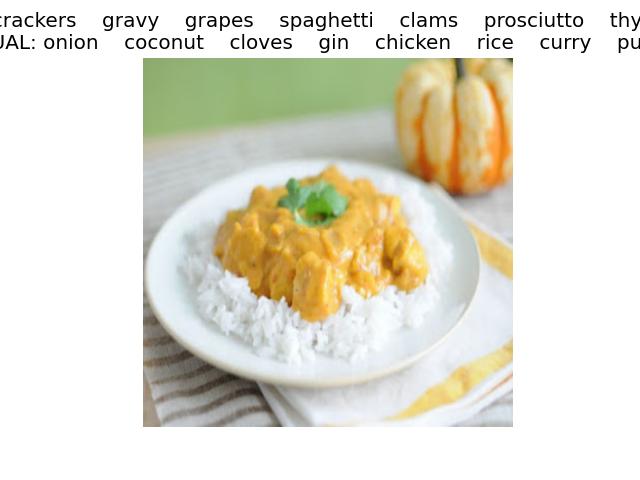 crackers gravy grapes spaghetti clams prosciutto thy
UAL: onion coconut cloves gin chicken rice curry pu